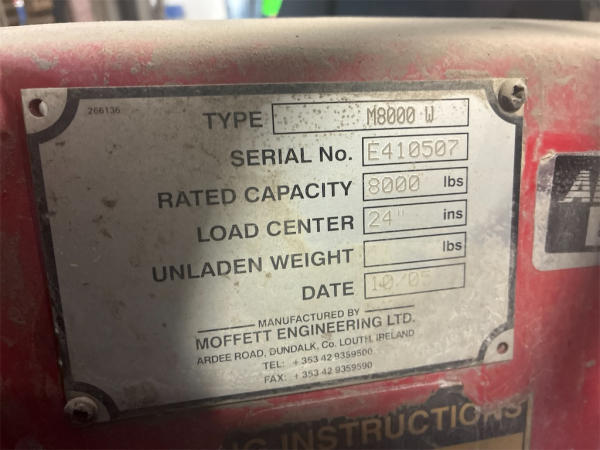 266136
TYPE M8000 W
SERIAL No. E410507
RATED CAPACITY 8000 lbs
LOAD CENTER 24" ins
UNLADEN WEIGHT lbs
DATE 10/05
MANUFACTURED BY
MOFFETT ENGINEERING LTD.
ARDEE ROAD, DUNDALK, Co. LOUTH, IRELAND
TEL: + 353 42 9359500
FAX: + 353 42 9359590
INSTRUCTIONS